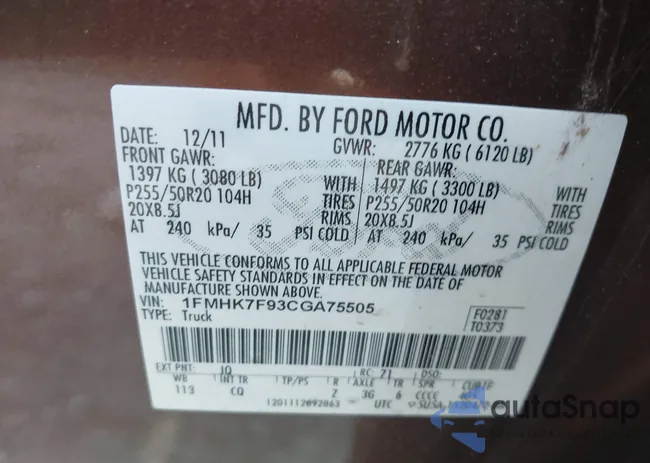 MFD. BY FORD MOTOR CO.
DATE: 12/11 GVWR: 2776 KG ( 6120 LB)
FRONT GAWR: REAR GAWR:
1397 KG ( 3080 LB) WITH 1497 KG ( 3300 LB) WITH
P255/50R20 104H TIRES P255/50R20 104H TIRES
20X8.5J RIMS 20X8.5J RIMS
AT 240 kPa/ 35 PSI COLD AT 240 kPa/ 35 PSI COLD
THIS VEHICLE CONFORMS TO ALL APPLICABLE FEDERAL MOTOR
VEHICLE SAFETY STANDARDS IN EFFECT ON THE DATE OF
MANUFACTURE SHOWN ABOVE.
VIN: 1FMHK7F93CGA75505 F0281
TYPE: Truck T0373
EXT PNT: JQ RC: 71 DSO:
WB INT TR TP/PS R AXLE TR SPR
113 CQ 2 3G 6 CCCC
UTC
autoSnap